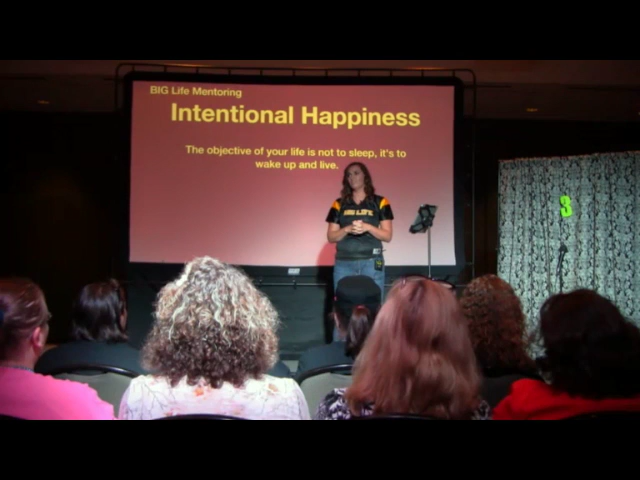 BIG Life Mentoring
Intentional Happiness
The objective of your life is not to sleep, it's to
wake up and live.
BIG LIFE
3